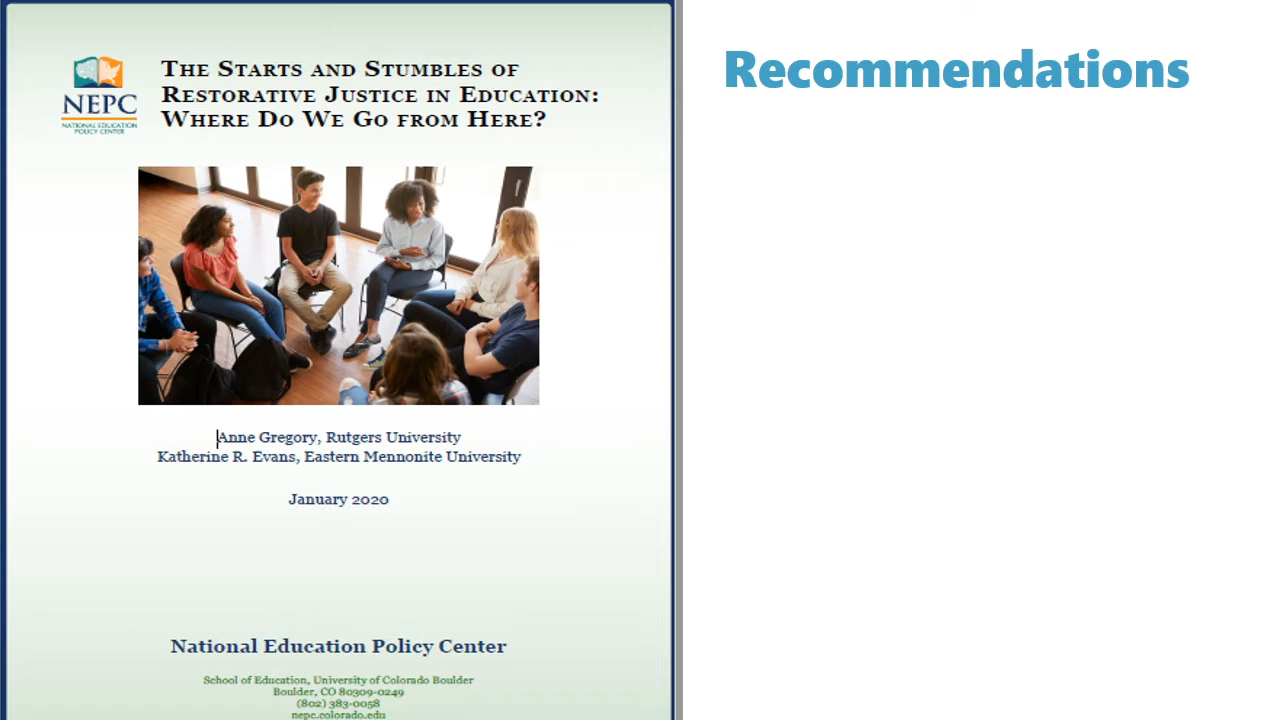 NEPC
NATIONAL EDUCATION
POLICY CENTER
THE STARTS AND STUMBLES OF
RESTORATIVE JUSTICE IN EDUCATION:
WHERE DO WE GO FROM HERE?
Anne Gregory, Rutgers University
Katherine R. Evans, Eastern Mennonite University
January 2020
National Education Policy Center
School of Education, University of Colorado Boulder
Boulder, CO 80309-0249
(802) 383-0058
nepc.colorado.edu
Recommendations